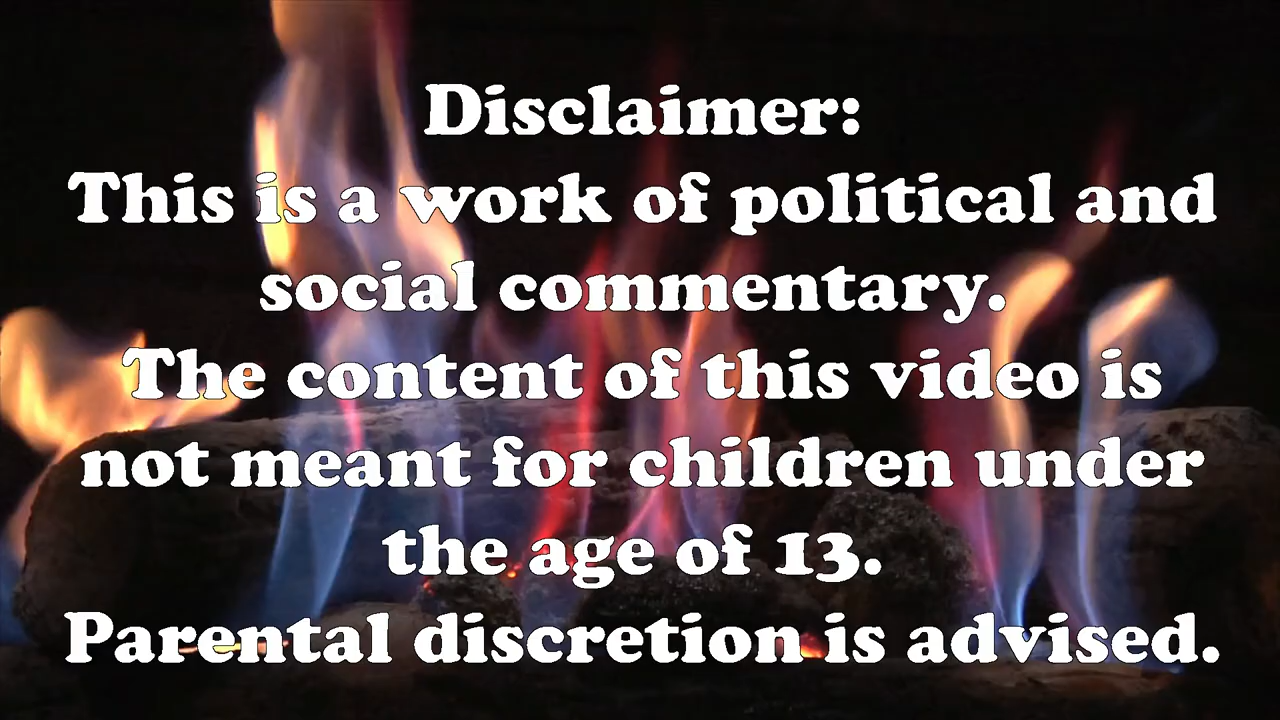 Disclaimer:
This is a work of political and
social commentary.
The content of this video is
not meant for children under
the age of 13.
Parental discretion is advised.